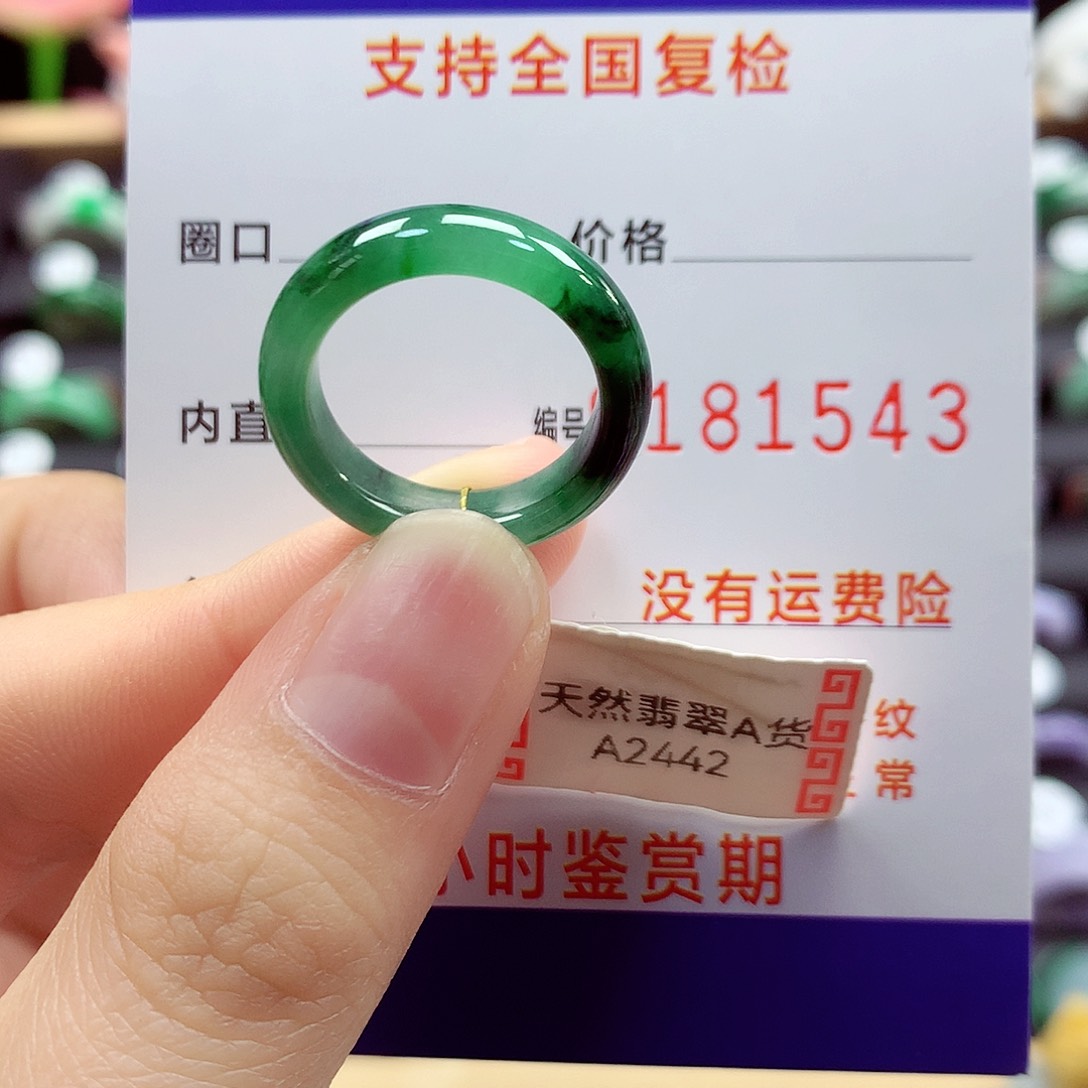 支持全国复检
圈口
价格
内直
编号
181543
没有运费险
天然翡翠A货
A2442
纹
常
小时鉴赏期